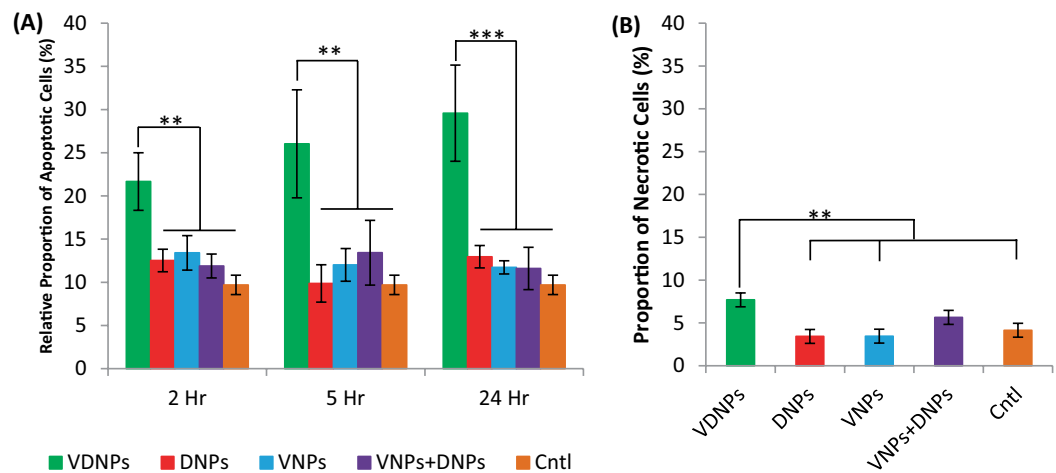 (A)
Relative Proportion of Apoptotic Cells (%)
40
35
30
25
20
15
10
5
0
**
**
***
2 Hr
5 Hr
24 Hr
VDNPs
DNPs
VNPs
VNPs+DNPs
Cntl
(B)
Proportion of Necrotic Cells (%)
40
35
30
25
20
15
10
5
0
**
VDNPs
DNPs
VNPs
VNPs+DNPs
Cntl